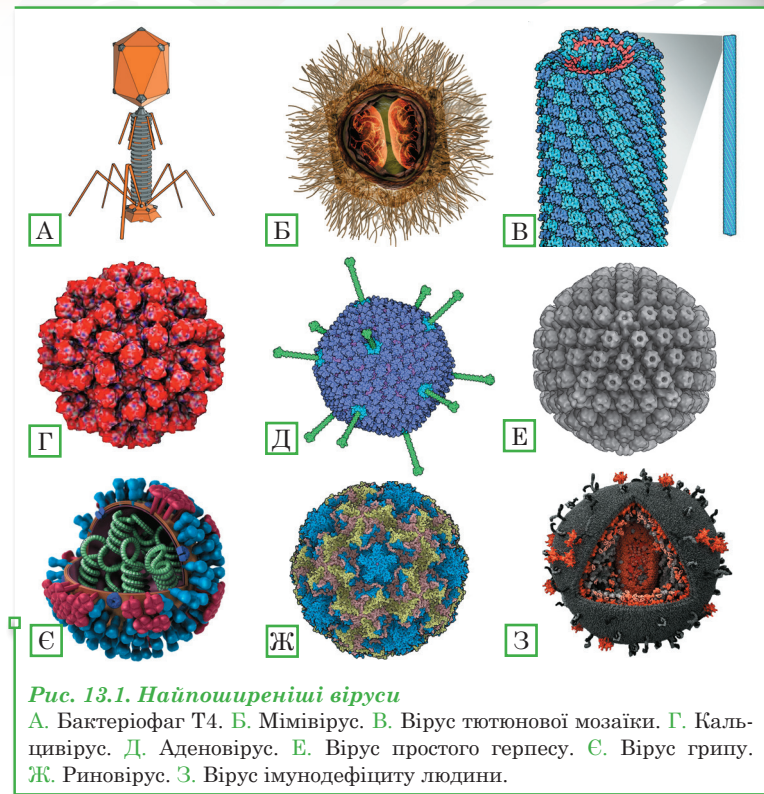 А
Б
В
Г
Д
Е
Є
Ж
З
Рис. 13.1. Найпоширеніші віруси
А. Бактеріофаг Т4. Б. Мімівірус. В. Вірус тютюнової мозаїки. Г. Каль-
цивірус. Д. Аденовірус. Е. Вірус простого герпесу. Є. Вірус грипу.
Ж. Риновірус. З. Вірус імунодефіциту людини.